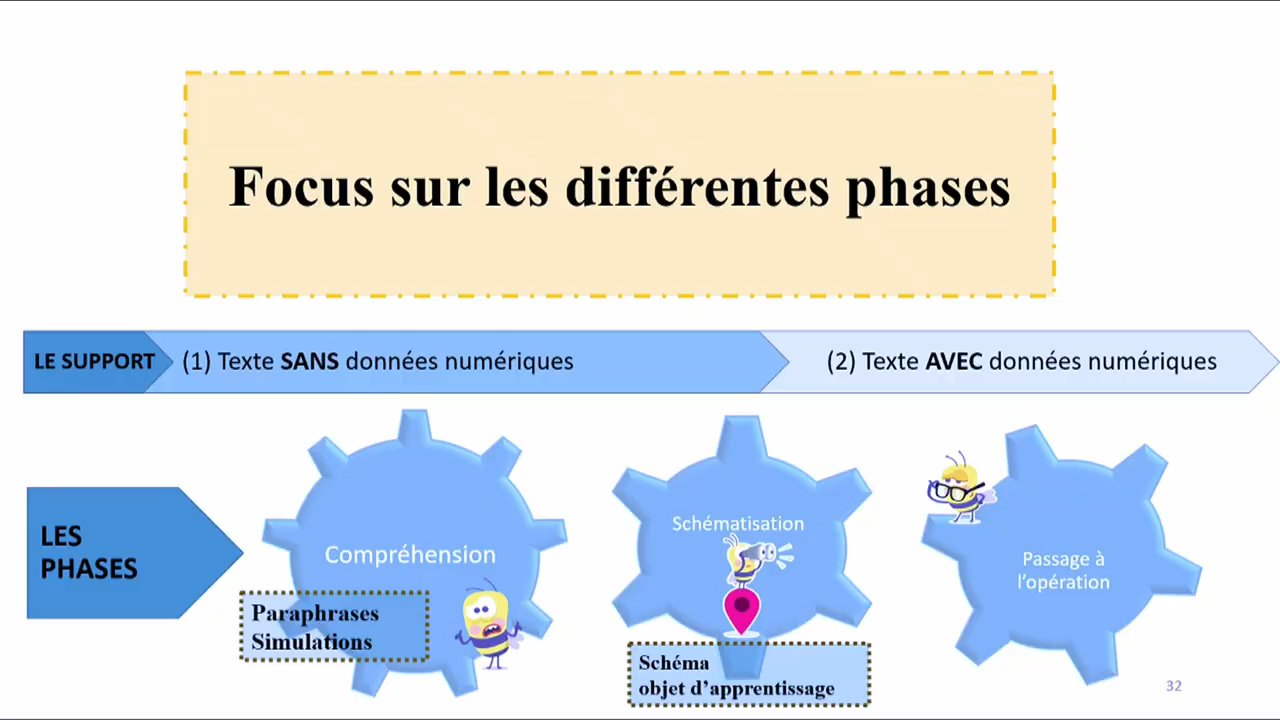 Focus sur les différentes phases
LE SUPPORT
(1) Texte SANS données numériques
(2) Texte AVEC données numériques
LES
PHASES
Compréhension
Paraphrases
Simulations
Schématisation
Schéma
objet d'apprentissage
Passage à
l'opération
32